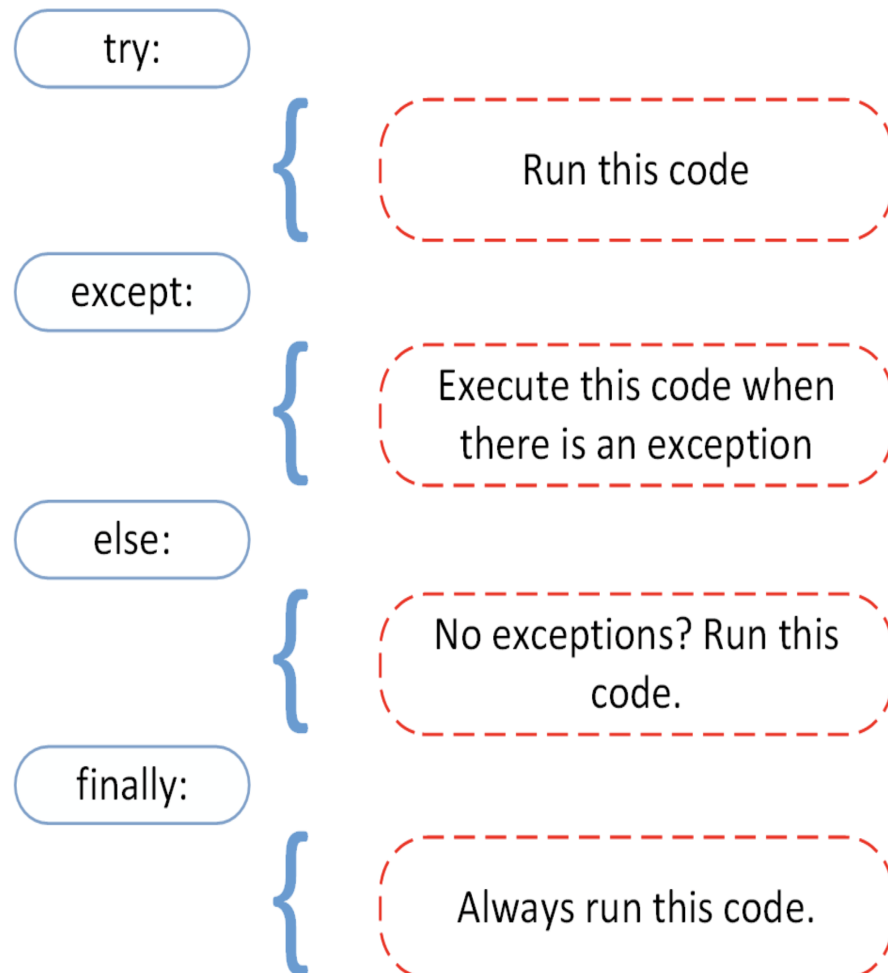 try:
Run this code
except:
Execute this code when
there is an exception
else:
No exceptions? Run this
code.
finally:
Always run this code.